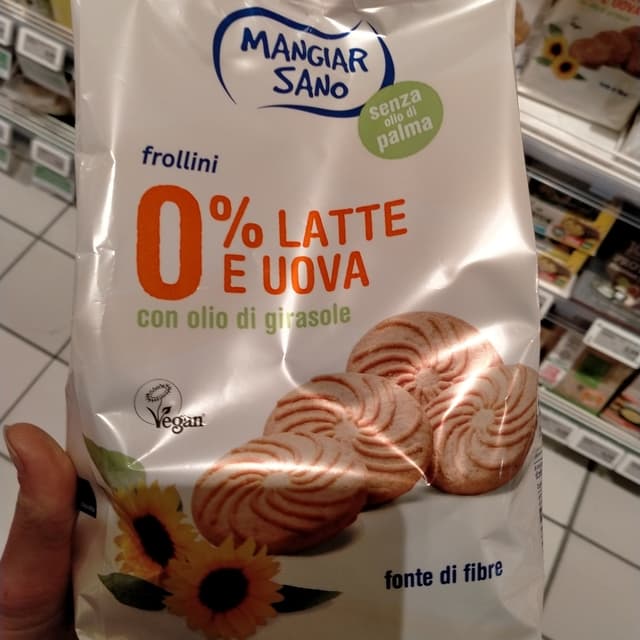 MANGIAR
SANO
senza
olio di
palma
frollini
0% LATTE
E UOVA
con olio di girasole
Vegan
fonte di fibre